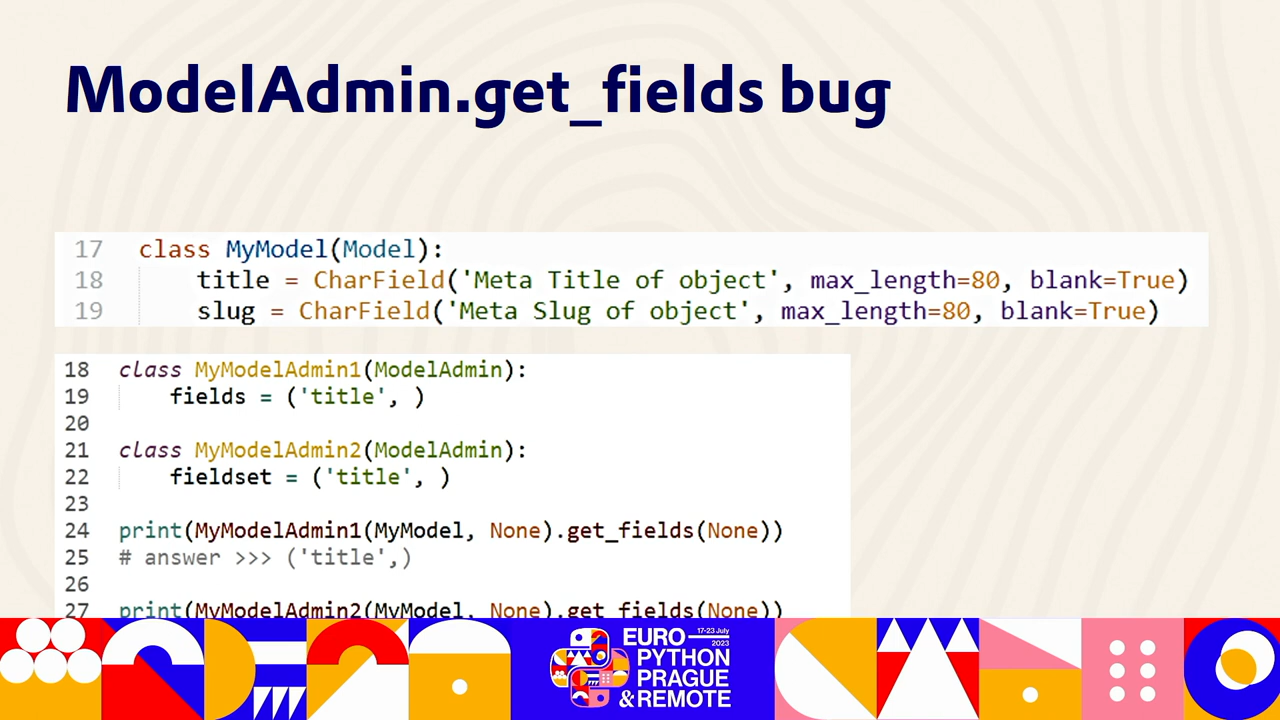 ModelAdmin.get_fields bug
17 class MyModel(Model):
18 title = CharField('Meta Title of object', max_length=80, blank=True)
19 slug = CharField('Meta Slug of object', max_length=80, blank=True)
18 class MyModelAdmin1(ModelAdmin):
19 fields = ('title', )
20
21 class MyModelAdmin2(ModelAdmin):
22 fieldset = ('title', )
23
24 print(MyModelAdmin1(MyModel, None).get_fields(None))
25 # answer >>> ('title',)
26
27 print(MyModelAdmin2(MyModel, None).get_fields(None))
EURO 17-23 July 2023
PYTHON
PRAGUE
&REMOTE